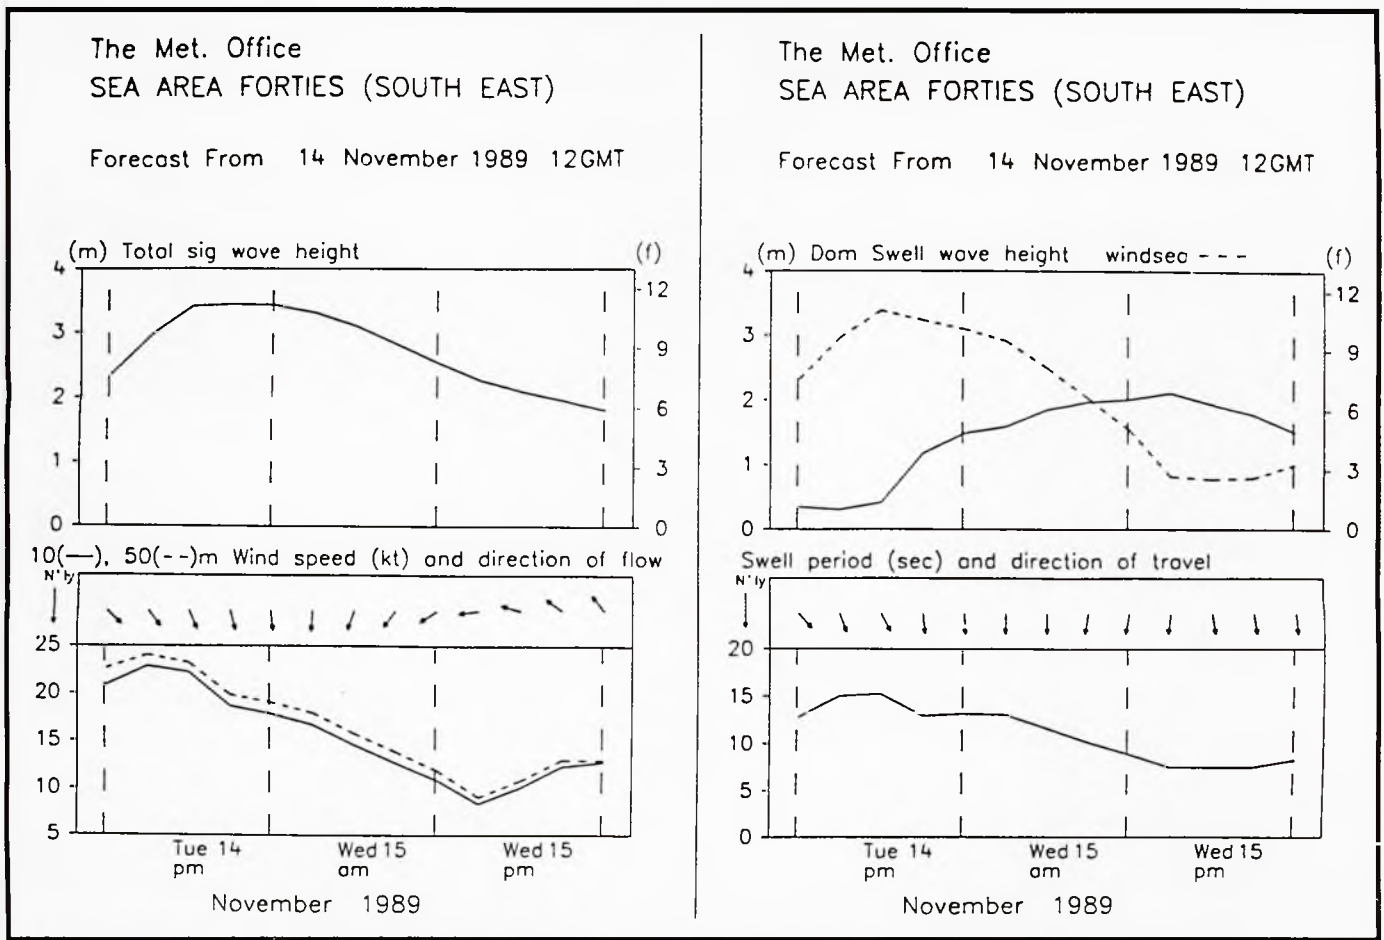 The Met. Office
SEA AREA FORTIES (SOUTH EAST)
Forecast From 14 November 1989 12GMT
(m) Total sig wave height (f)
4
3
2
1
0
12
9
6
3
0
10(—), 50(--)m Wind speed (kt) and direction of flow
N'ly
25
20
15
10
5
Tue 14 Wed 15 Wed 15
pm am pm
November 1989
The Met. Office
SEA AREA FORTIES (SOUTH EAST)
Forecast From 14 November 1989 12GMT
(m) Dom Swell wave height windsea - - - (f)
4
3
2
1
0
12
9
6
3
0
Swell period (sec) and direction of travel
N'ly
20
15
10
5
0
Tue 14 Wed 15 Wed 15
pm am pm
November 1989